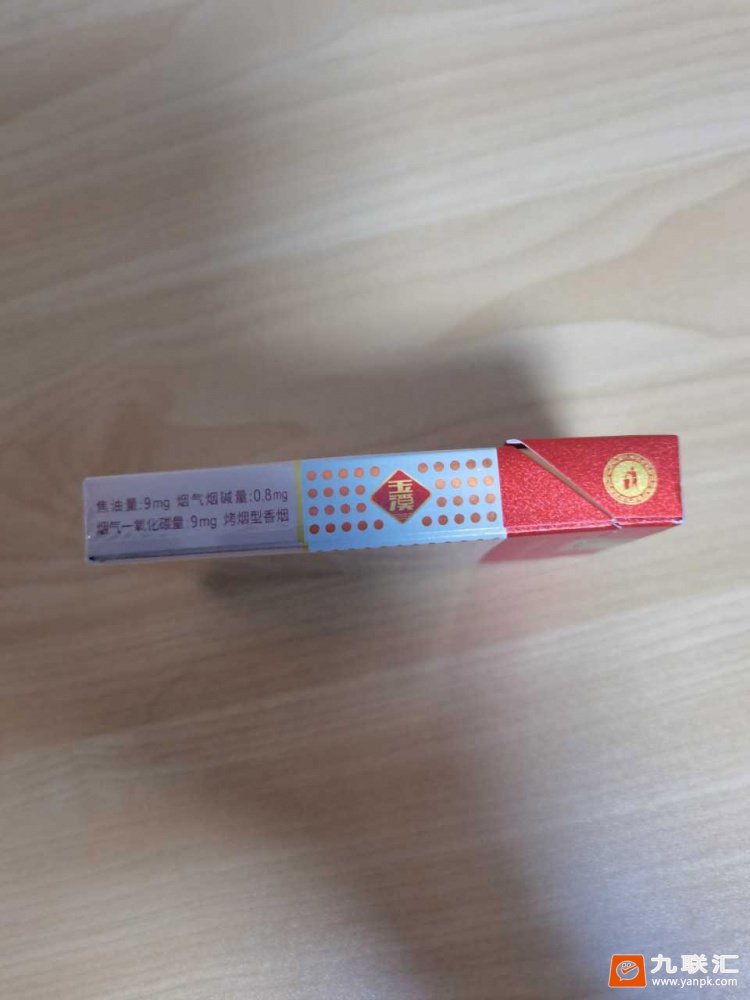 焦油量:9mg 烟气烟碱量:0.8mg
烟气一氧化碳量:9mg 烤烟型香烟
玉溪
九联汇
www.yanpk.com